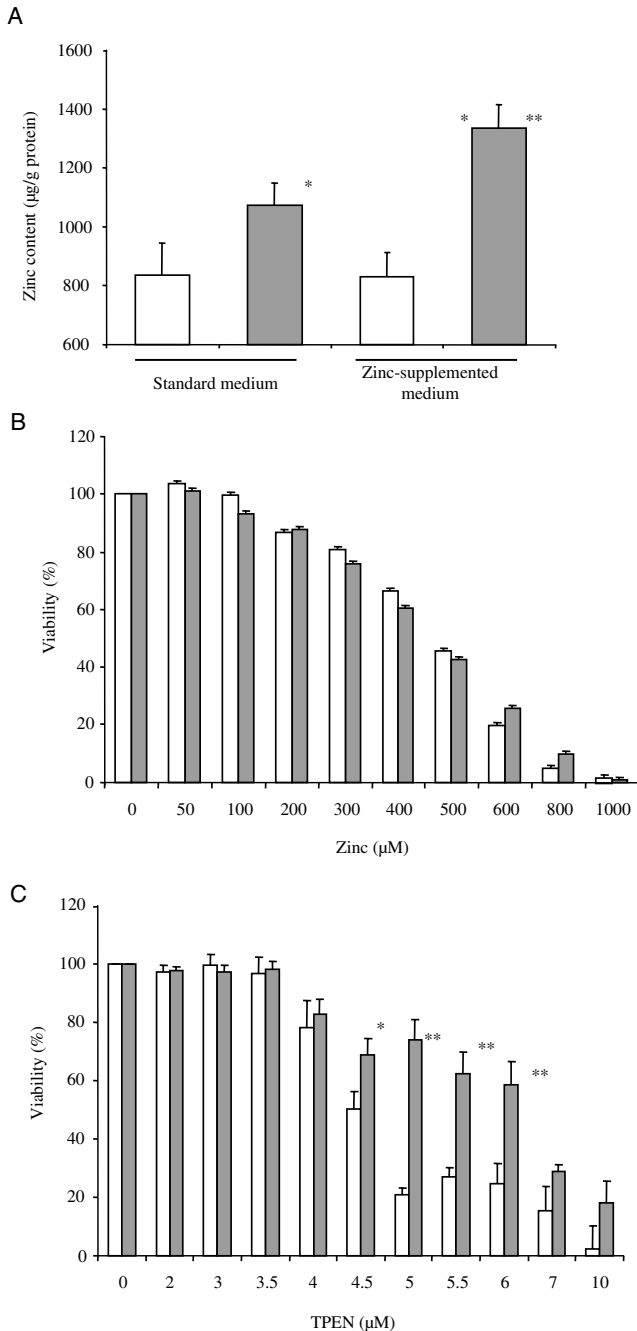 A
1600
1400
1200
1000
800
600
Zinc content (µg/g protein)
*
* **
Standard medium
Zinc-supplemented
medium
B
120
100
80
60
40
20
0
Viability (%)
0 50 100 200 300 400 500 600 800 1000
Zinc (µM)
C
120
100
80
60
40
20
0
Viability (%)
* ** ** **
0 2 3 3.5 4 4.5 5 5.5 6 7 10
TPEN (µM)